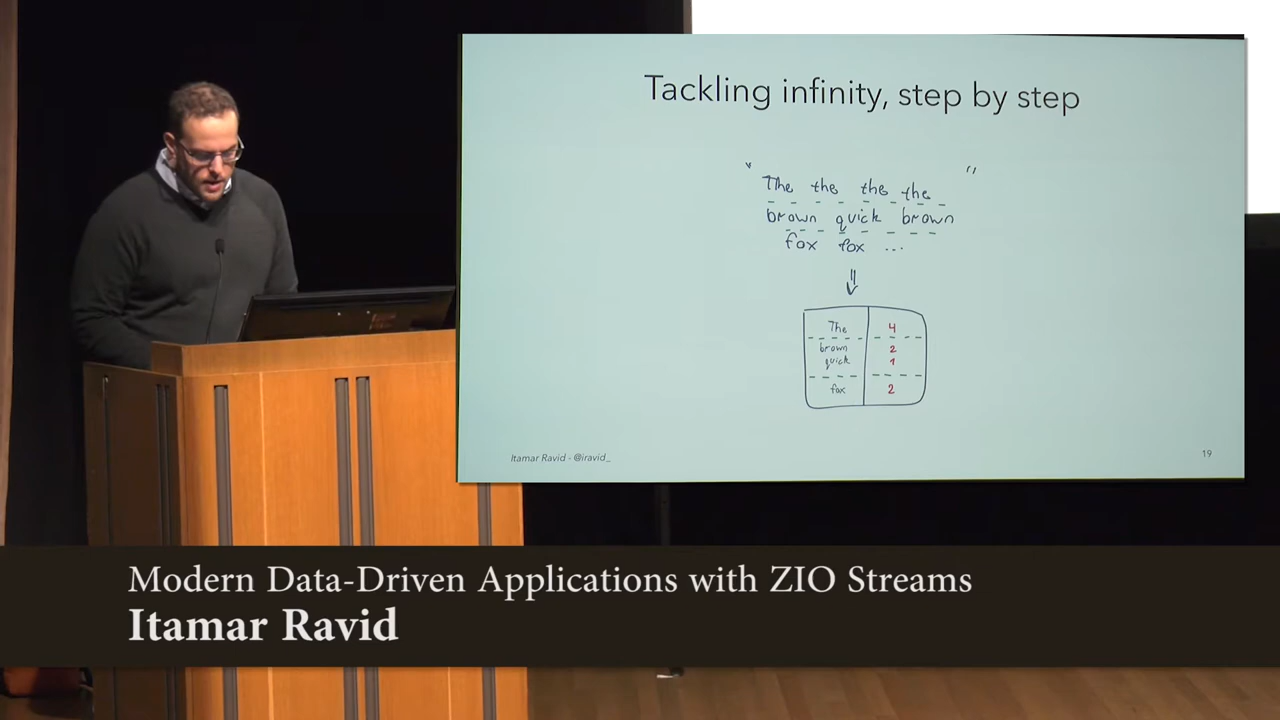 Tackling infinity, step by step
" The the the the "
brown quick brown
fox fox ...
The 4
brown 2
quick 1
fox 2
Itamar Ravid - @iravid_
19
Modern Data-Driven Applications with ZIO Streams
Itamar Ravid